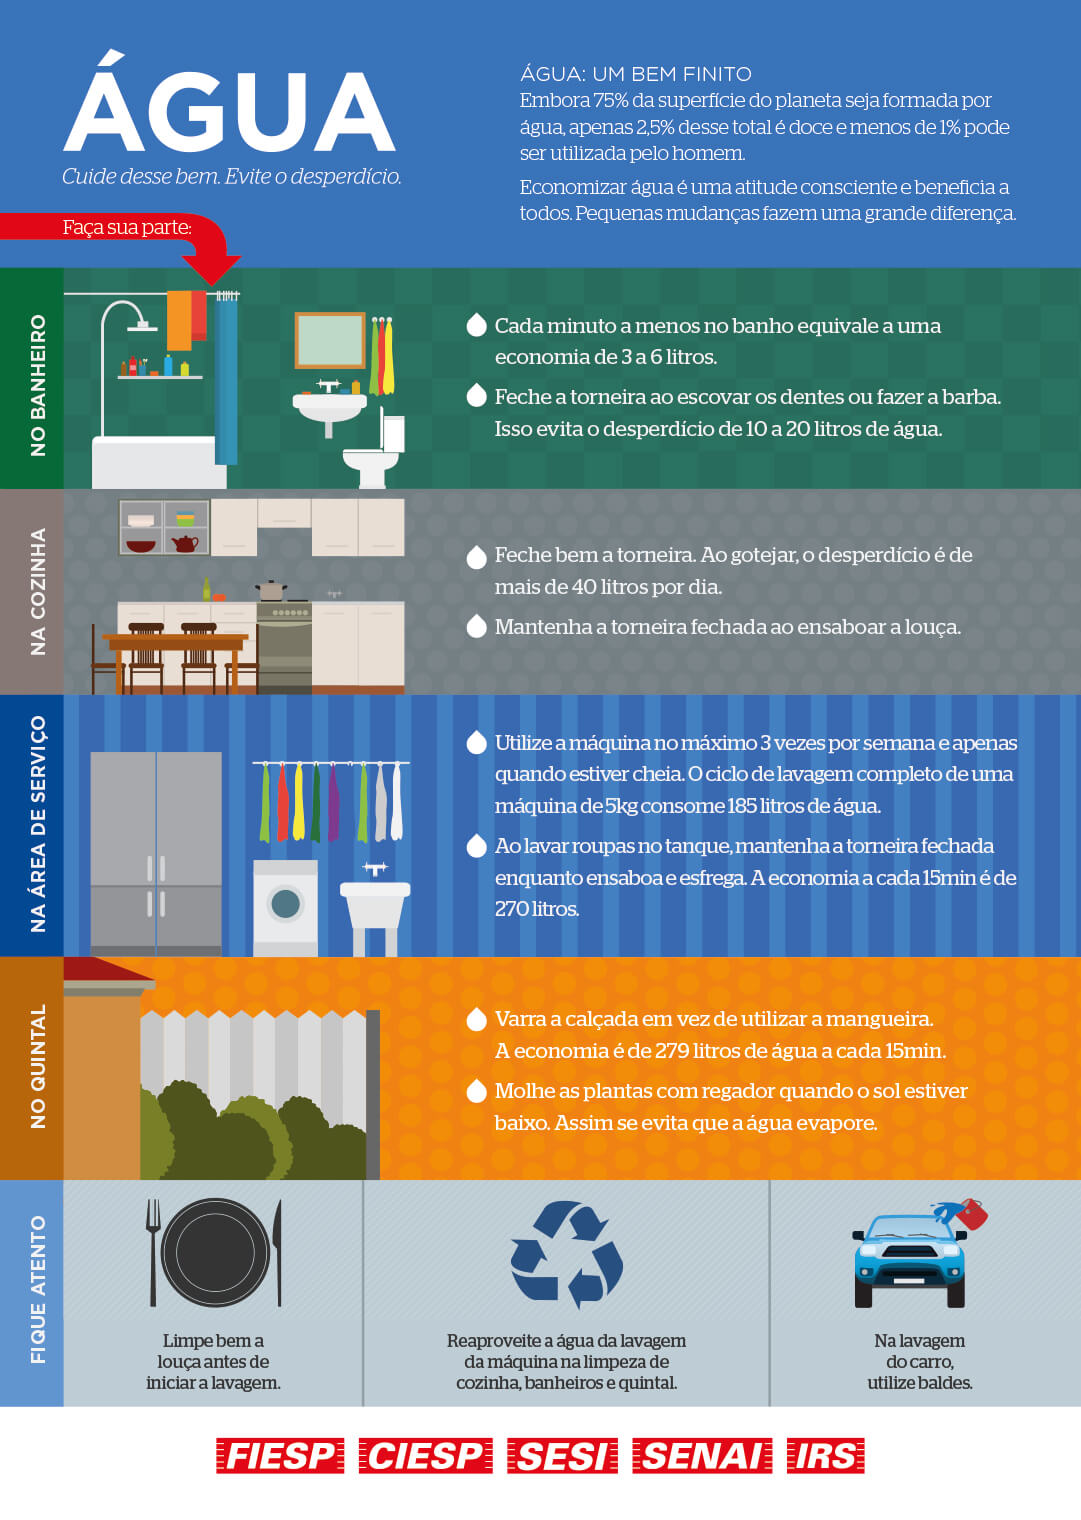 ÁGUA
Cuide desse bem. Evite o desperdício.
ÁGUA: UM BEM FINITO
Embora 75% da superfície do planeta seja formada por
água, apenas 2,5% desse total é doce e menos de 1% pode
ser utilizada pelo homem.
Economizar água é uma atitude consciente e beneficia a
todos. Pequenas mudanças fazem uma grande diferença.
Faça sua parte:
NO BANHEIRO
Cada minuto a menos no banho equivale a uma
economia de 3 a 6 litros.
Feche a torneira ao escovar os dentes ou fazer a barba.
Isso evita o desperdício de 10 a 20 litros de água.
NA COZINHA
Feche bem a torneira. Ao gotejar, o desperdício é de
mais de 40 litros por dia.
Mantenha a torneira fechada ao ensaboar a louça.
NA ÁREA DE SERVIÇO
Utilize a máquina no máximo 3 vezes por semana e apenas
quando estiver cheia. O ciclo de lavagem completo de uma
máquina de 5kg consome 185 litros de água.
Ao lavar roupas no tanque, mantenha a torneira fechada
enquanto ensaboa e esfrega. A economia a cada 15min é de
270 litros.
NO QUINTAL
Varra a calçada em vez de utilizar a mangueira.
A economia é de 279 litros de água a cada 15min.
Molhe as plantas com regador quando o sol estiver
baixo. Assim se evita que a água evapore.
FIQUE ATENTO
Limpe bem a
louça antes de
iniciar a lavagem.
Reaproveite a água da lavagem
da máquina na limpeza de
cozinha, banheiros e quintal.
Na lavagem
do carro,
utilize baldes.
FIESP CIESP SESI SENAI IRS